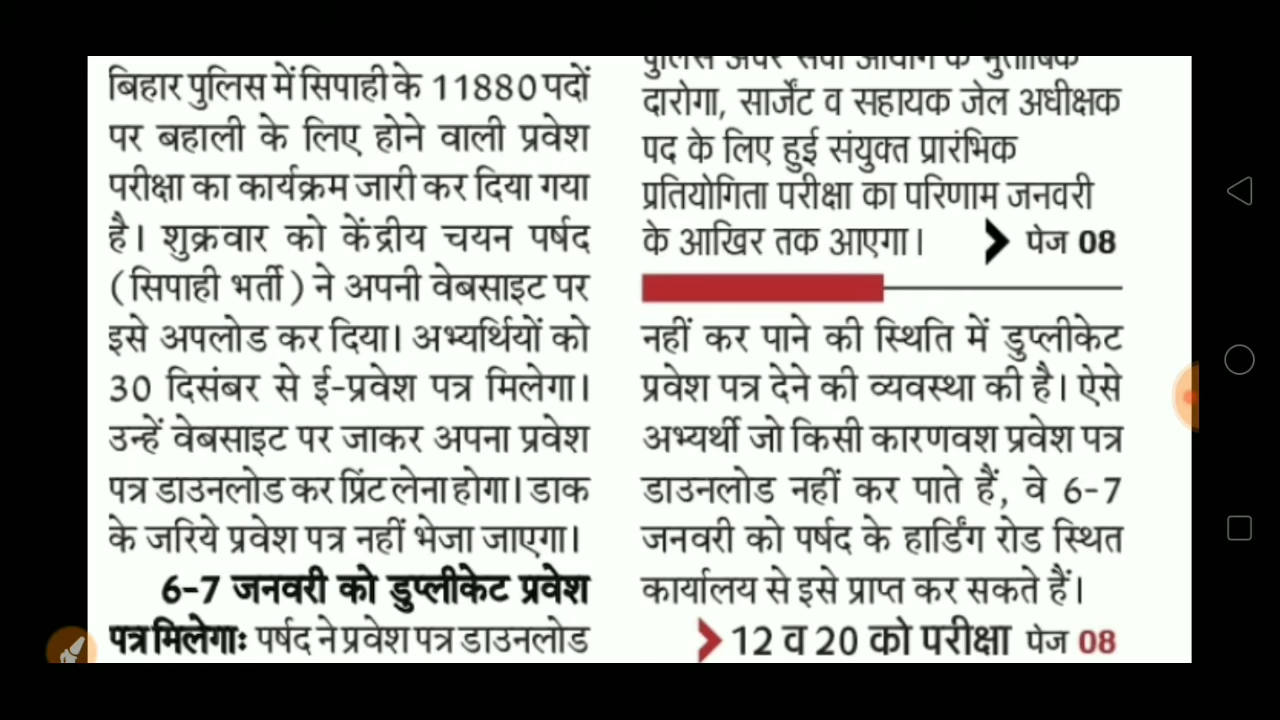 बिहार पुलिस में सिपाही के 11880 पदों
पर बहाली के लिए होने वाली प्रवेश
परीक्षा का कार्यक्रम जारी कर दिया गया
है। शुक्रवार को केंद्रीय चयन पर्षद
(सिपाही भर्ती) ने अपनी वेबसाइट पर
इसे अपलोड कर दिया। अभ्यर्थियों को
30 दिसंबर से ई-प्रवेश पत्र मिलेगा।
उन्हें वेबसाइट पर जाकर अपना प्रवेश
पत्र डाउनलोड कर प्रिंट लेना होगा। डाक
के जरिये प्रवेश पत्र नहीं भेजा जाएगा।
6-7 जनवरी को डुप्लीकेट प्रवेश
पत्र मिलेगाः पर्षद ने प्रवेश पत्र डाउनलोड
पुलिस अवर सेवा आयोग के मुताबिक
दारोगा, सार्जेंट व सहायक जेल अधीक्षक
पद के लिए हुई संयुक्त प्रारंभिक
प्रतियोगिता परीक्षा का परिणाम जनवरी
के आखिर तक आएगा। पेज 08
नहीं कर पाने की स्थिति में डुप्लीकेट
प्रवेश पत्र देने की व्यवस्था की है। ऐसे
अभ्यर्थी जो किसी कारणवश प्रवेश पत्र
डाउनलोड नहीं कर पाते हैं, वे 6-7
जनवरी को पर्षद के हार्डिंग रोड स्थित
कार्यालय से इसे प्राप्त कर सकते हैं।
12 व 20 को परीक्षा पेज 08